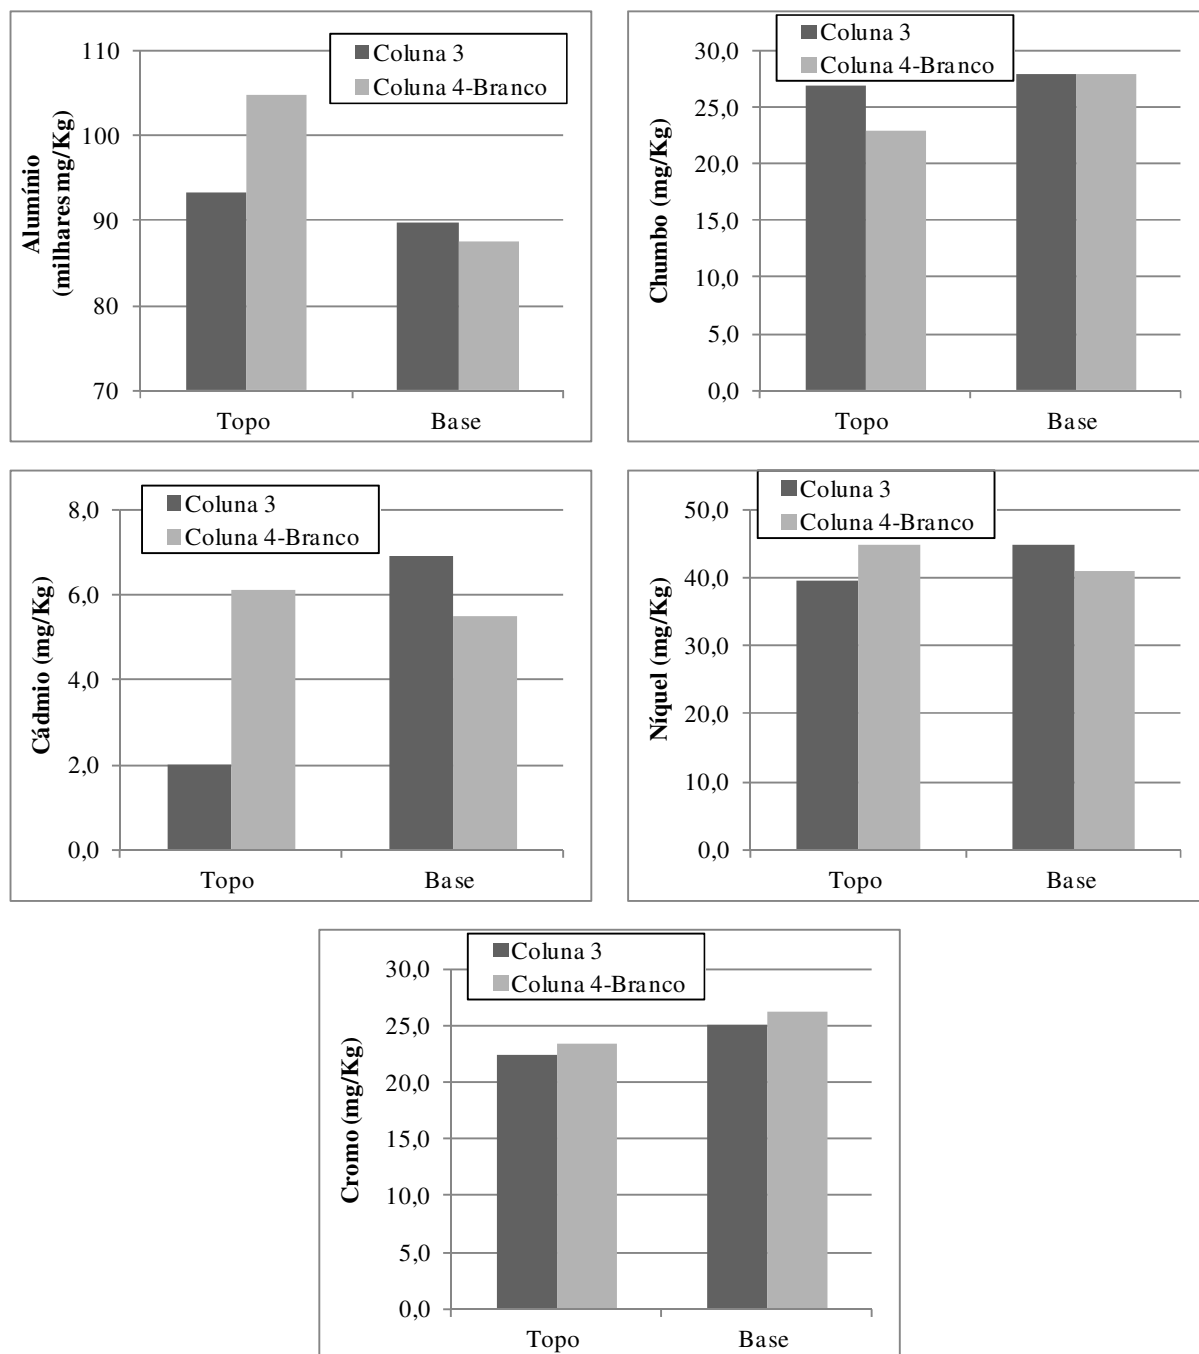 Alumínio
(milhares mg/Kg)
110
100
90
80
70
Coluna 3
Coluna 4-Branco
Topo
Base
Chumbo (mg/Kg)
30,0
25,0
20,0
15,0
10,0
5,0
0,0
Coluna 3
Coluna 4-Branco
Topo
Base
Cádmio (mg/Kg)
8,0
6,0
4,0
2,0
0,0
Coluna 3
Coluna 4-Branco
Topo
Base
Níquel (mg/Kg)
50,0
40,0
30,0
20,0
10,0
0,0
Coluna 3
Coluna 4-Branco
Topo
Base
Cromo (mg/Kg)
30,0
25,0
20,0
15,0
10,0
5,0
0,0
Coluna 3
Coluna 4-Branco
Topo
Base